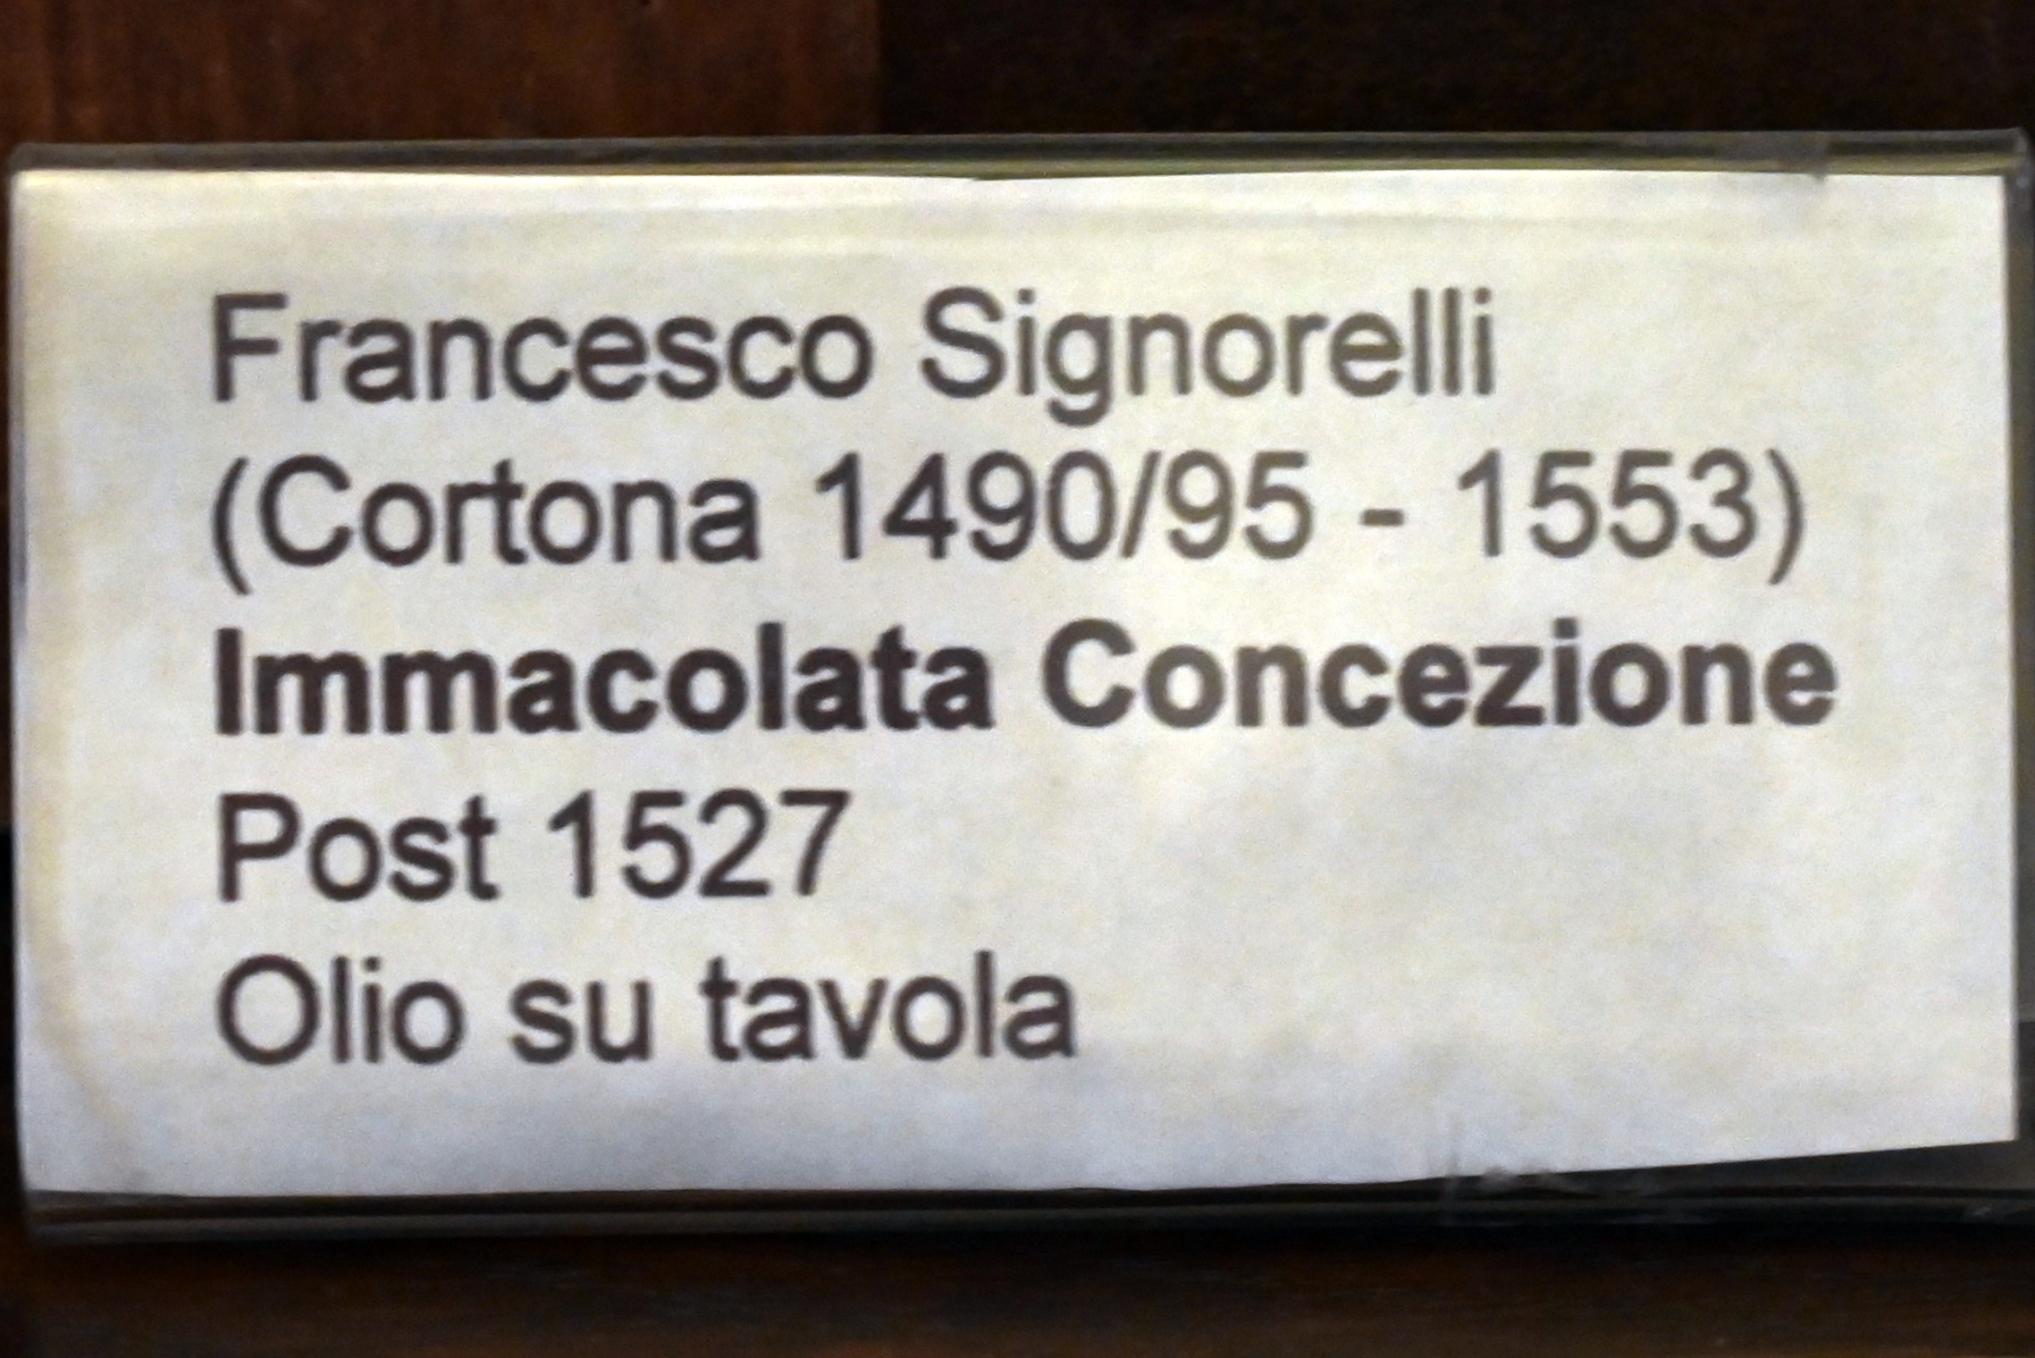 Francesco Signorelli
(Cortona 1490/95 - 1553)
Immacolata Concezione
Post 1527
Olio su tavola